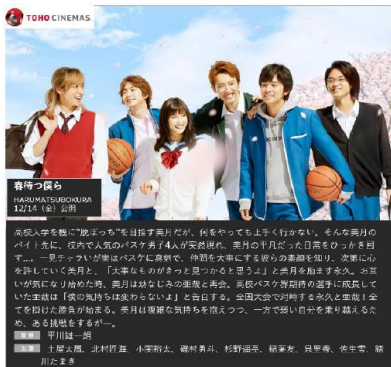 TOHO CINEMAS
春待つ僕ら
HARUMATSUBOKURA
12/14（金）公開
高校入学を機に"脱ぼっち"を目指す美月だが、何をやっても上手く行かない。そんな美月の
バイト先に、校内で人気のバスケ男子4人が突然現れ、美月の平凡だった日常をひっかき回
す…。一見チャラいが実はバスケに真剣で、仲間を大事にする彼らの素顔を知り、次第に心
を許していく美月と、「大事なものがきっと見つかると思うよ」と美月を励ます永久。お互
いが気になり始めた時、美月は幼なじみの亜哉と再会。高校バスケ界期待の選手に成長して
いた亜哉は「僕の気持ちは変わらないよ」と告白する。全国大会で対峙する永久と亜哉！全
てを懸けた勝負が始まる。美月は複雑な気持ちを抱えつつ、一方で弱い自分を乗り越えるた
め、ある挑戦をするが―。
監督 平川雄一朗
出演 土屋太鳳、北村匠海、小関裕太、磯村勇斗、杉野遥亮、稲葉友、泉里香、佐生雪、緒
川たまき